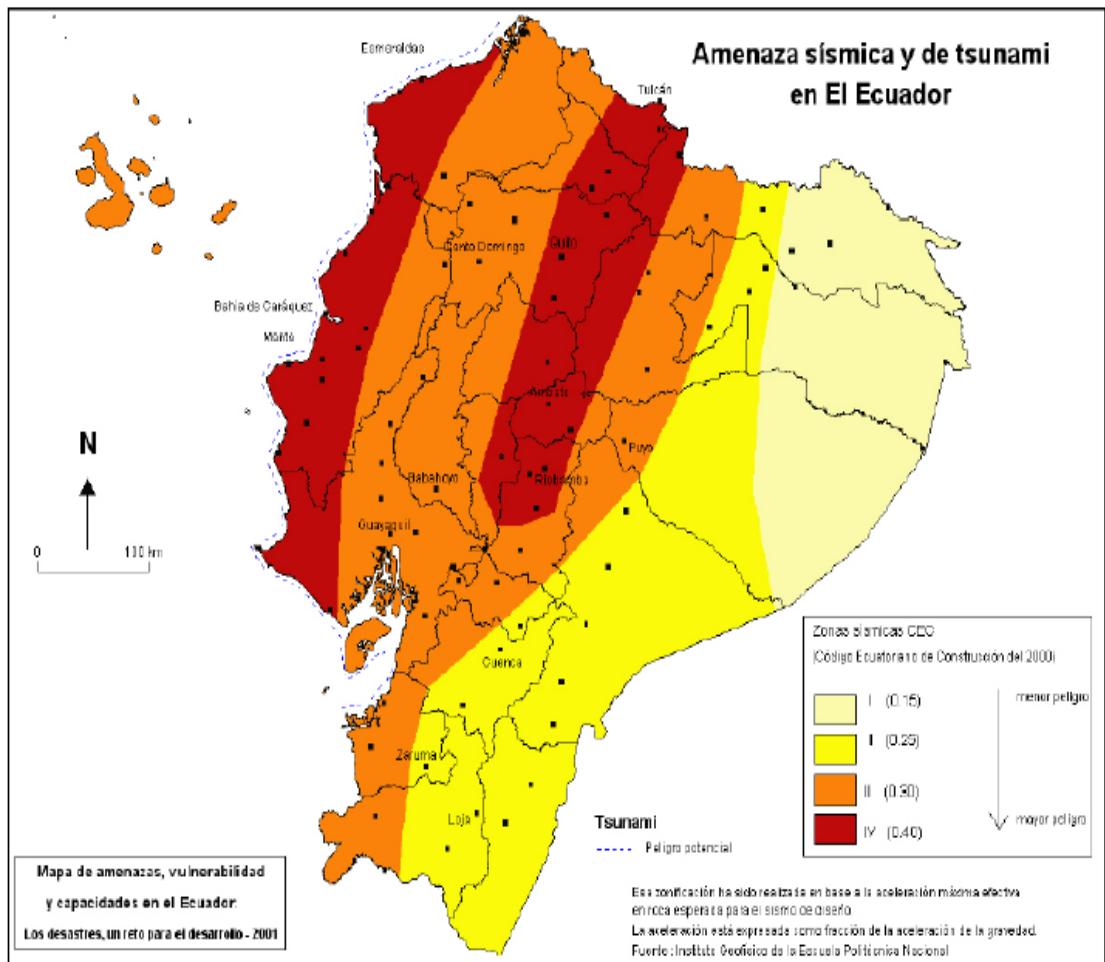 Amenaza sísmica y de tsunami
en El Ecuador
Esmeraldas
Tulcán
Santo Domingo
Quito
Bahia de Caráquez
Manta
Ambato
Puyo
N
Babahoyo
Riobamba
Guayaquil
0 100 km
Cuenca
Zaruma
Loja
Zonas sísmicas CEC
(Código Ecuatoriano de Construcción del 2000)
I (0.15)
II (0.25)
III (0.30)
IV (0.40)
menor peligro
mayor peligro
Tsunami
Peligro potencial
Mapa de amenazas, vulnerabilidad
y capacidades en el Ecuador.
Los desastres, un reto para el desarrollo - 2001
Esa zonificación ha sido realizada en base a la aceleración máxima efectiva
en roca esperada para el sismo de diseño
La aceleración está expresada como fracción de la aceleración de la gravedad.
Fuente : Instituto Geofísico de la Escuela Politécnica Nacional